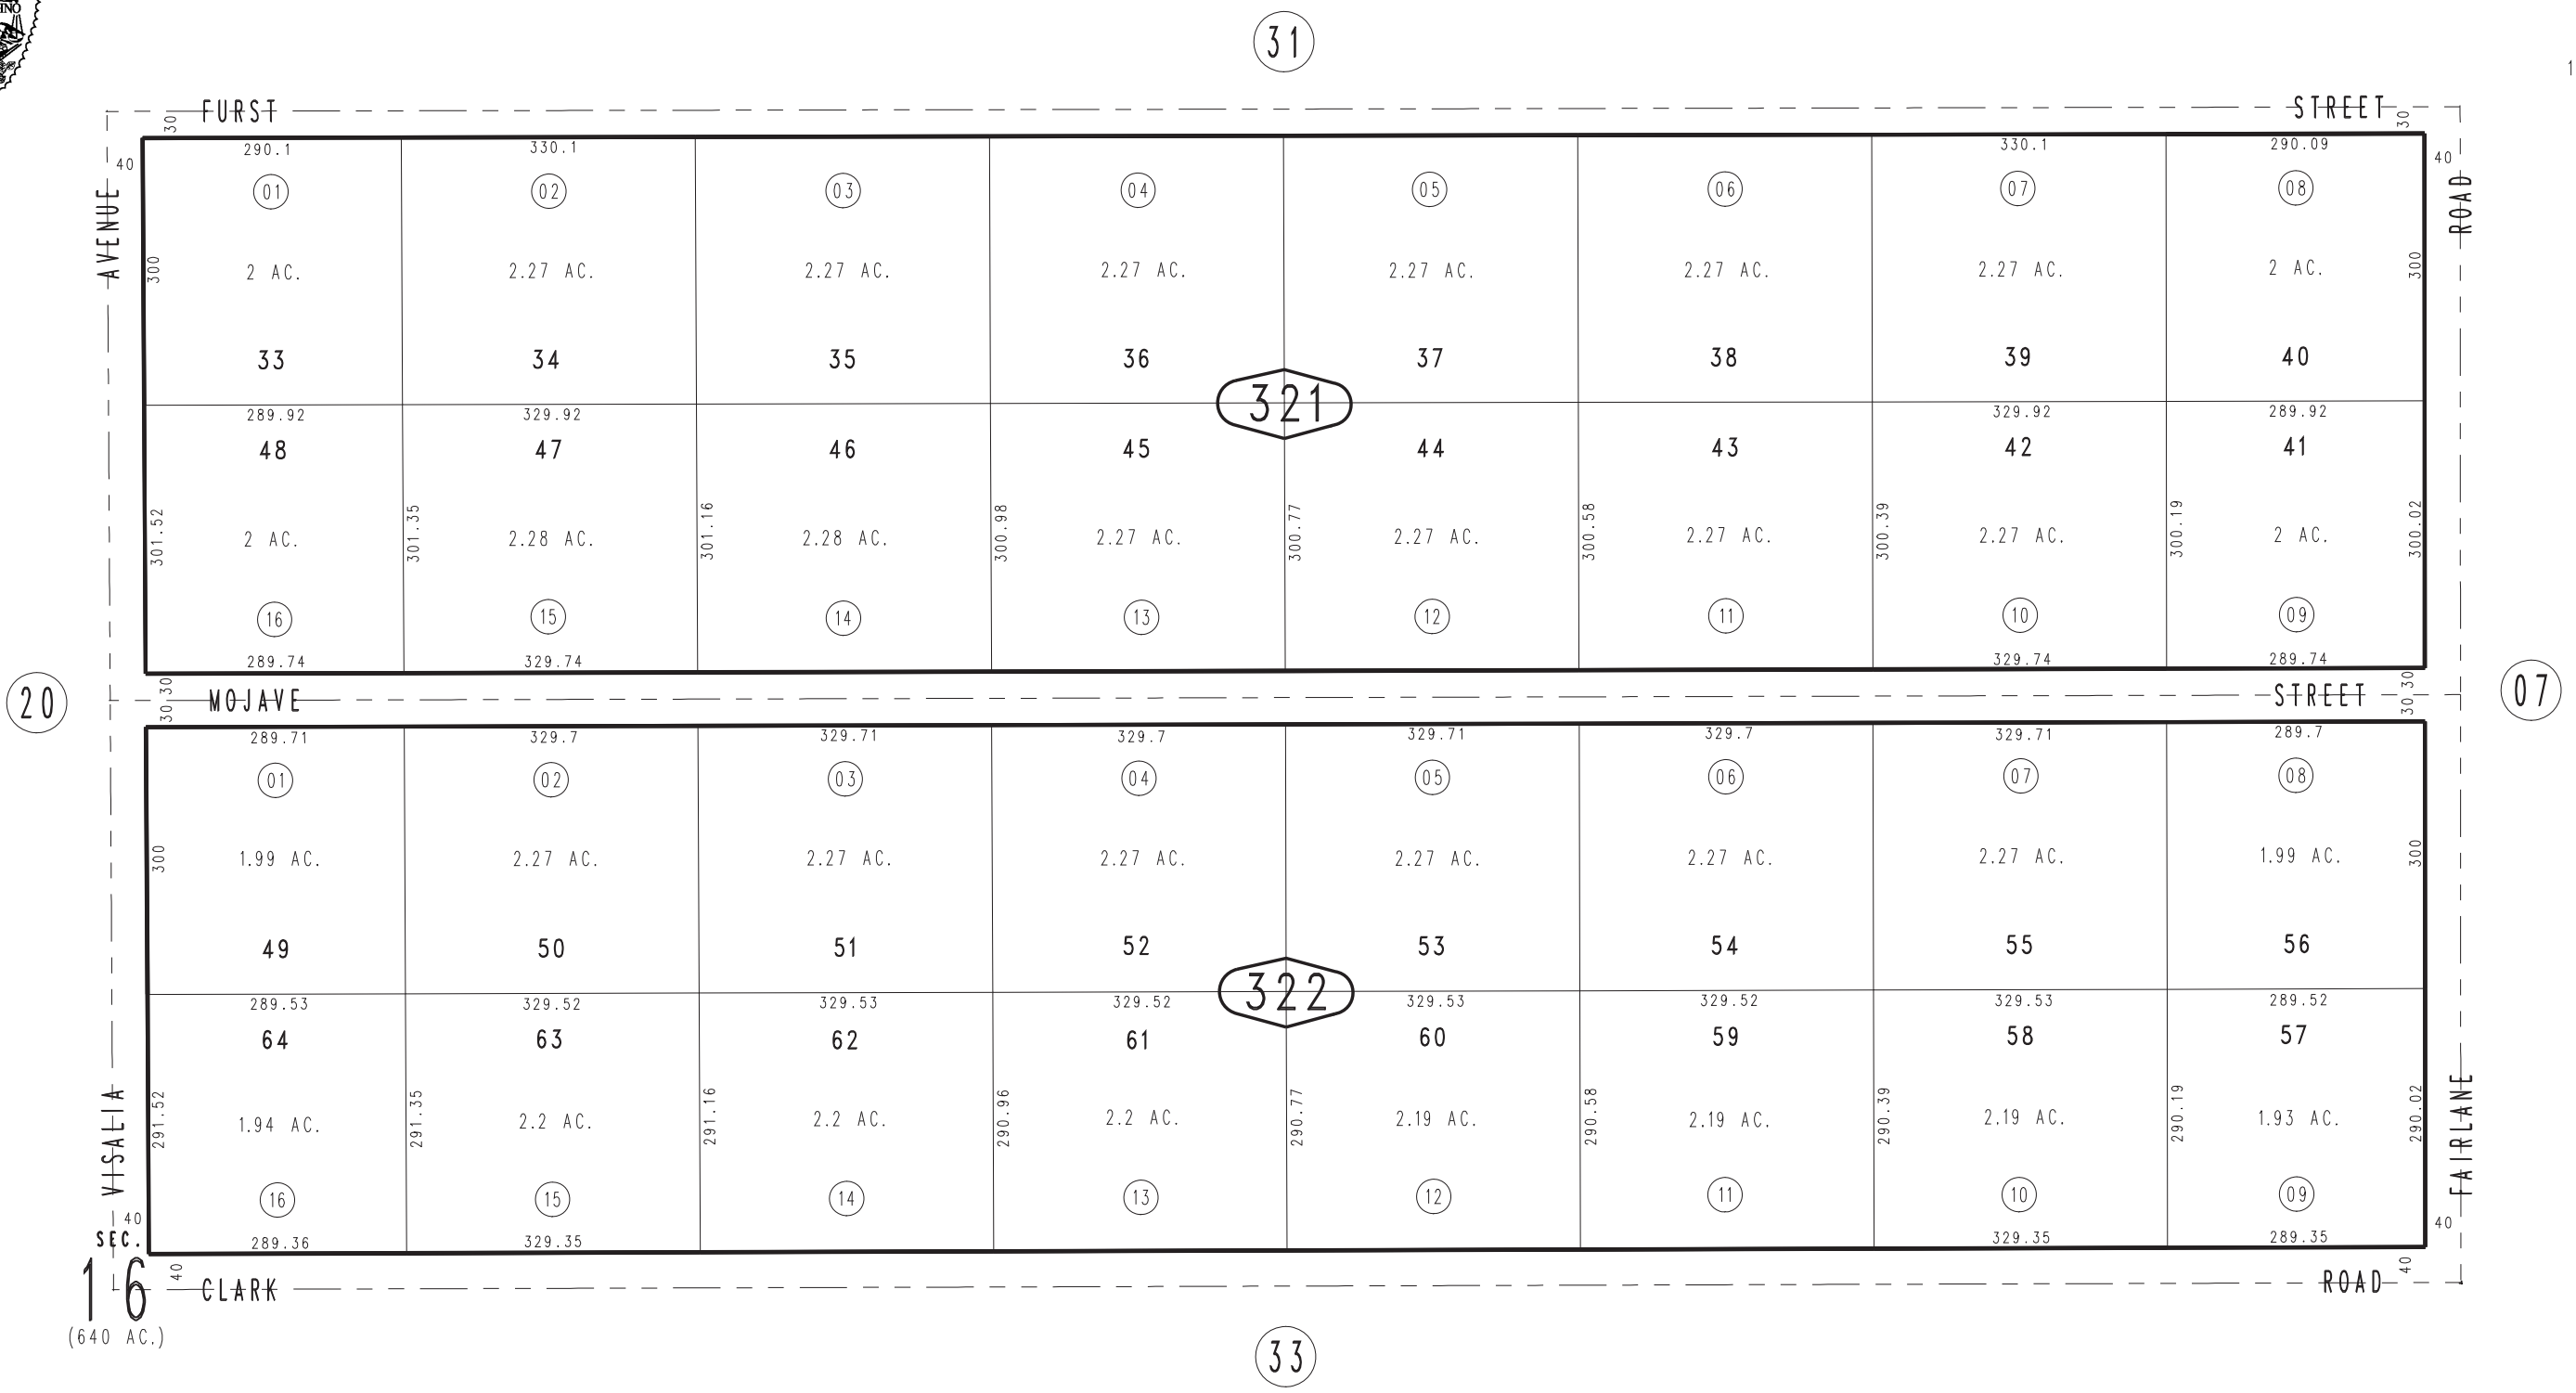 31
1
FURST STREET
30 30
290.1 330.1 330.1 290.09
40 40
AVENUE ROAD
01 02 03 04 05 06 07 08
300 2 AC. 2.27 AC. 2.27 AC. 2.27 AC. 2.27 AC. 2.27 AC. 2.27 AC. 2 AC. 300
33 34 35 36 37 38 39 40
321
289.92 329.92 329.92 289.92
48 47 46 45 44 43 42 41
301.52 301.35 301.16 300.98 300.77 300.58 300.39 300.19 300.02
2 AC. 2.28 AC. 2.28 AC. 2.27 AC. 2.27 AC. 2.27 AC. 2.27 AC. 2 AC.
16 15 14 13 12 11 10 09
289.74 329.74 329.74 289.74
20 07
30 30 30 30
MOJAVE STREET
289.71 329.7 329.71 329.7 329.71 329.7 329.71 289.7
01 02 03 04 05 06 07 08
300 1.99 AC. 2.27 AC. 2.27 AC. 2.27 AC. 2.27 AC. 2.27 AC. 2.27 AC. 1.99 AC. 300
49 50 51 52 53 54 55 56
322
289.53 329.52 329.53 329.52 329.53 329.52 329.53 289.52
64 63 62 61 60 59 58 57
291.52 291.35 291.16 290.96 290.77 290.58 290.39 290.19 290.02
1.94 AC. 2.2 AC. 2.2 AC. 2.2 AC. 2.19 AC. 2.19 AC. 2.19 AC. 1.93 AC.
VISALIA FAIRLANE
16 15 14 13 12 11 10 09
40 40
289.36 329.35 329.35 289.35
SEC.
16
(640 AC.)
40 40
CLARK ROAD
33